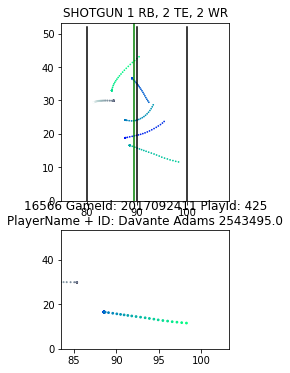 SHOTGUN 1 RB, 2 TE, 2 WR
50
40
30
20
10
0
80 90 100
16566 GameId: 2017092411 PlayId: 425
PlayerName + ID: Davante Adams 2543495.0
40
20
0
85 90 95 100